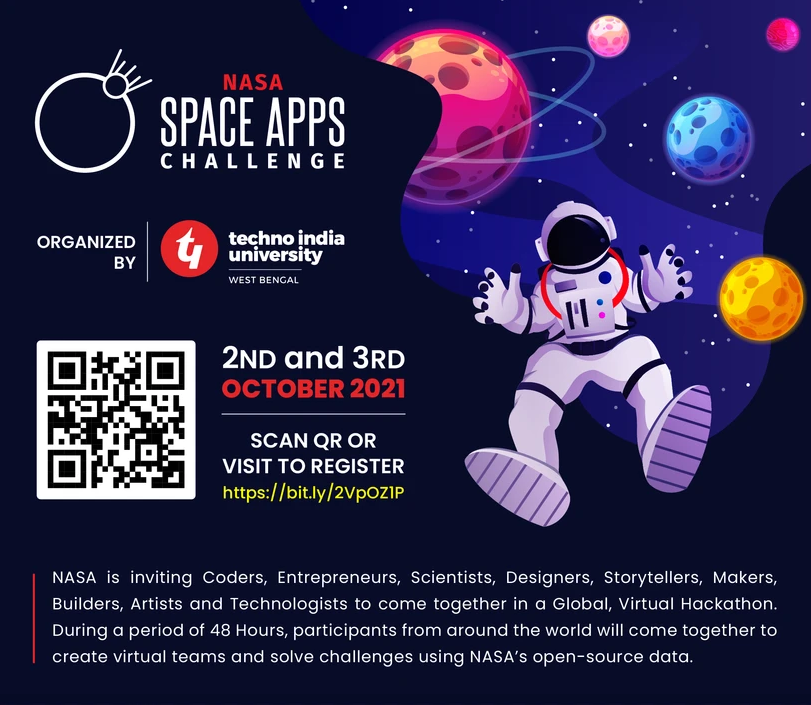 NASA
SPACE APPS
CHALLENGE
ORGANIZED
BY
techno india
university
WEST BENGAL
2ND and 3RD
OCTOBER 2021
SCAN QR OR
VISIT TO REGISTER
https://bit.ly/2VpOZ1P
NASA is inviting Coders, Entrepreneurs, Scientists, Designers, Storytellers, Makers,
Builders, Artists and Technologists to come together in a Global, Virtual Hackathon.
During a period of 48 Hours, participants from around the world will come together to
create virtual teams and solve challenges using NASA’s open-source data.